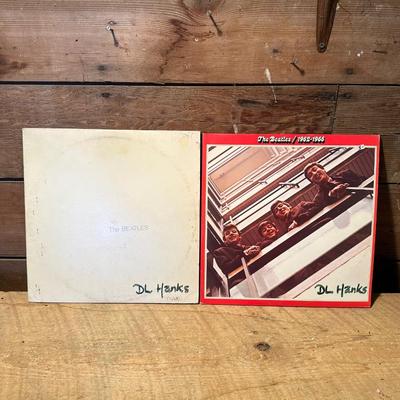 The BEATLES
DL Hanks
The Beatles / 1962-1966
DL Hanks